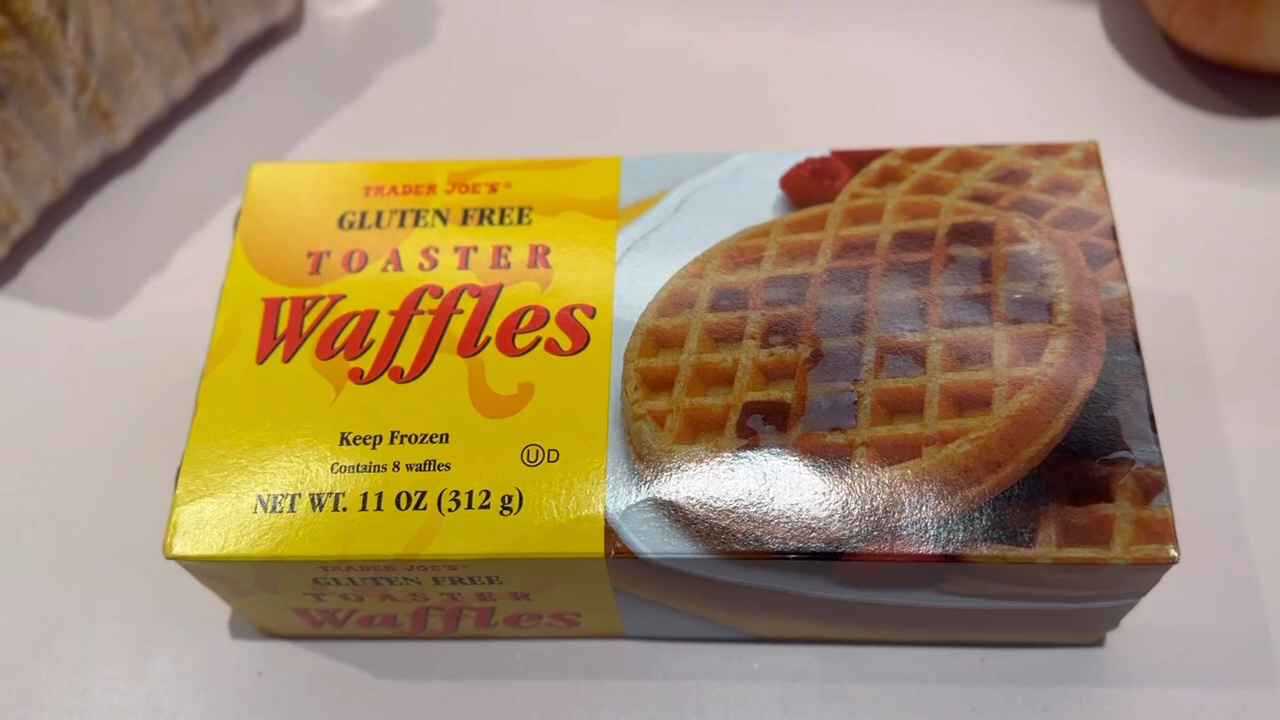 TRADER JOE'S®
GLUTEN FREE
TOASTER
Waffles
Keep Frozen
Contains 8 waffles
UD
NET WT. 11 OZ (312 g)
TRADER JOE'S®
GLUTEN FREE
TOASTER
Waffles